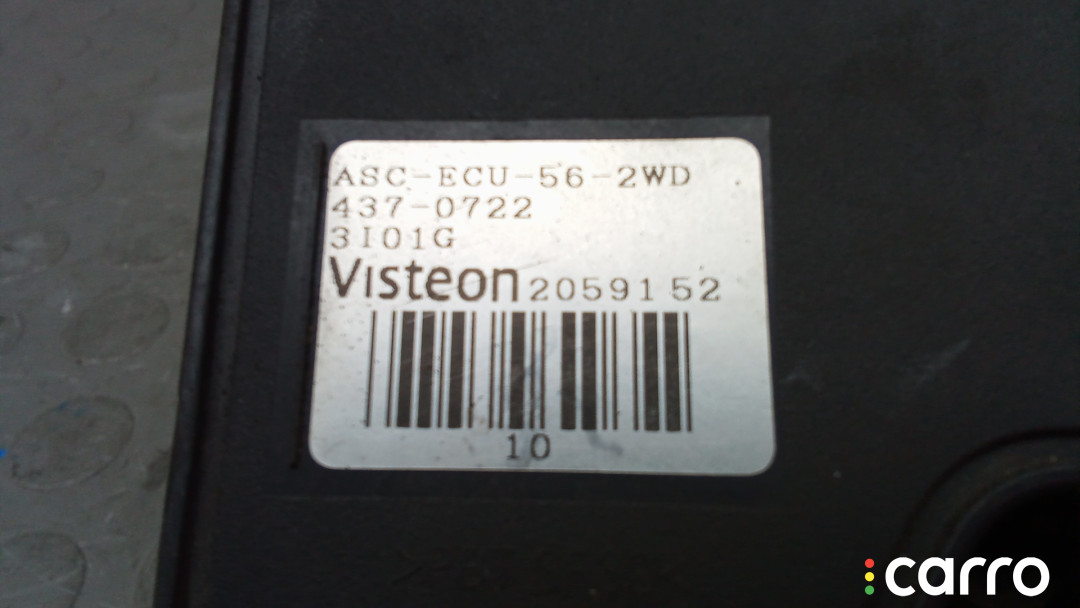 ASC-ECU-56-2WD
437-0722
3I01G
Visteon 2059152
10
carro